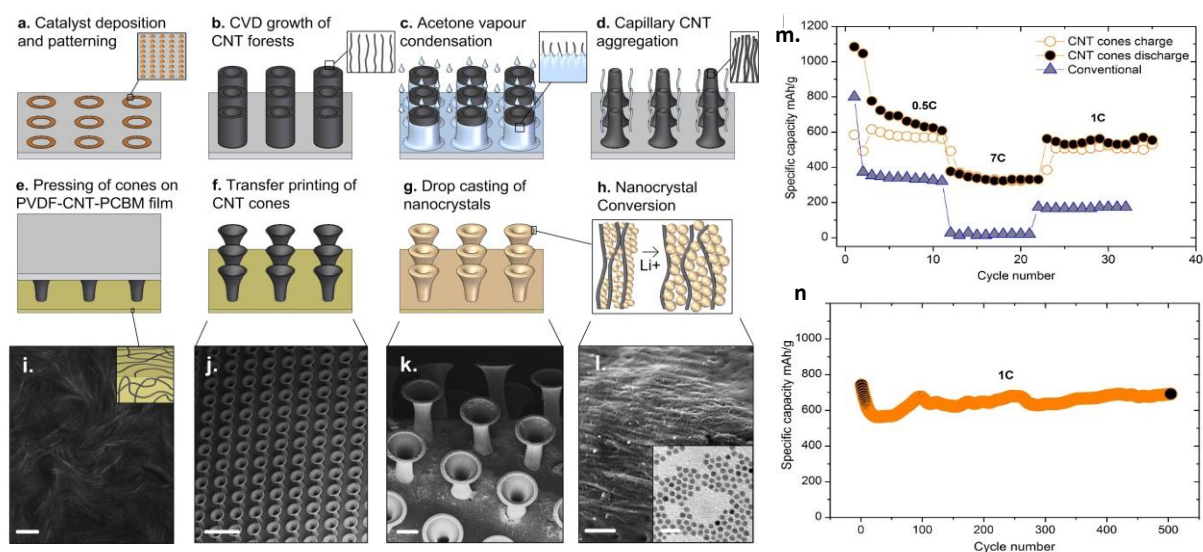 a. Catalyst deposition
and patterning
b. CVD growth of
CNT forests
c. Acetone vapour
condensation
d. Capillary CNT
aggregation
e. Pressing of cones on
PVDF-CNT-PCBM film
f. Transfer printing of
CNT cones
g. Drop casting of
nanocrystals
h. Nanocrystal
Conversion
Li+
i.
j.
k.
l.
m.
1200
1000
800
600
400
200
0
Specific capacity mAh/g
CNT cones charge
CNT cones discharge
Conventional
0.5C
7C
1C
0 10 20 30 40
Cycle number
n
1000
800
600
400
200
0
Specific capacity mAh/g
1C
0 100 200 300 400 500
Cycle number